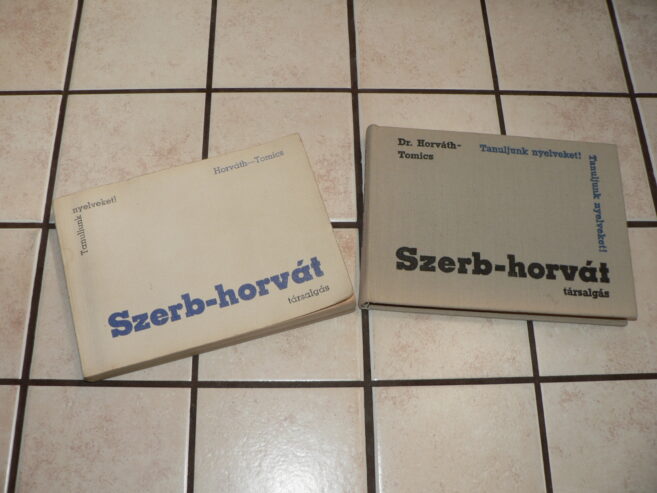 Tanuljunk nyelveket!
Horváth—Tomics
Szerb-horvát
társalgás
Dr. Horváth-
Tomics
Tanuljunk nyelveket!
Tanuljunk nyelveket!
Szerb-horvát
társalgás